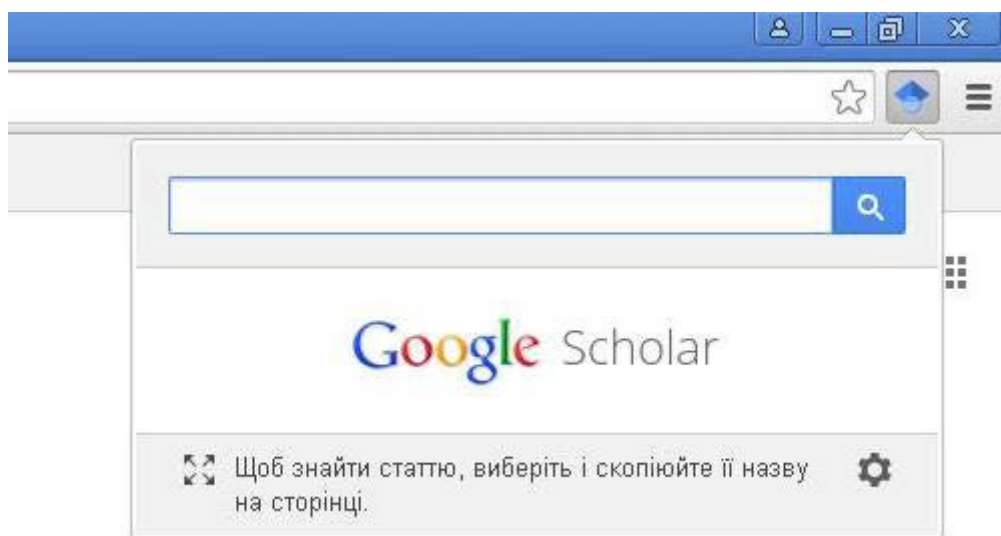 Google Scholar
Щоб знайти статтю, виберіть і скопіюйте її назву
на сторінці.